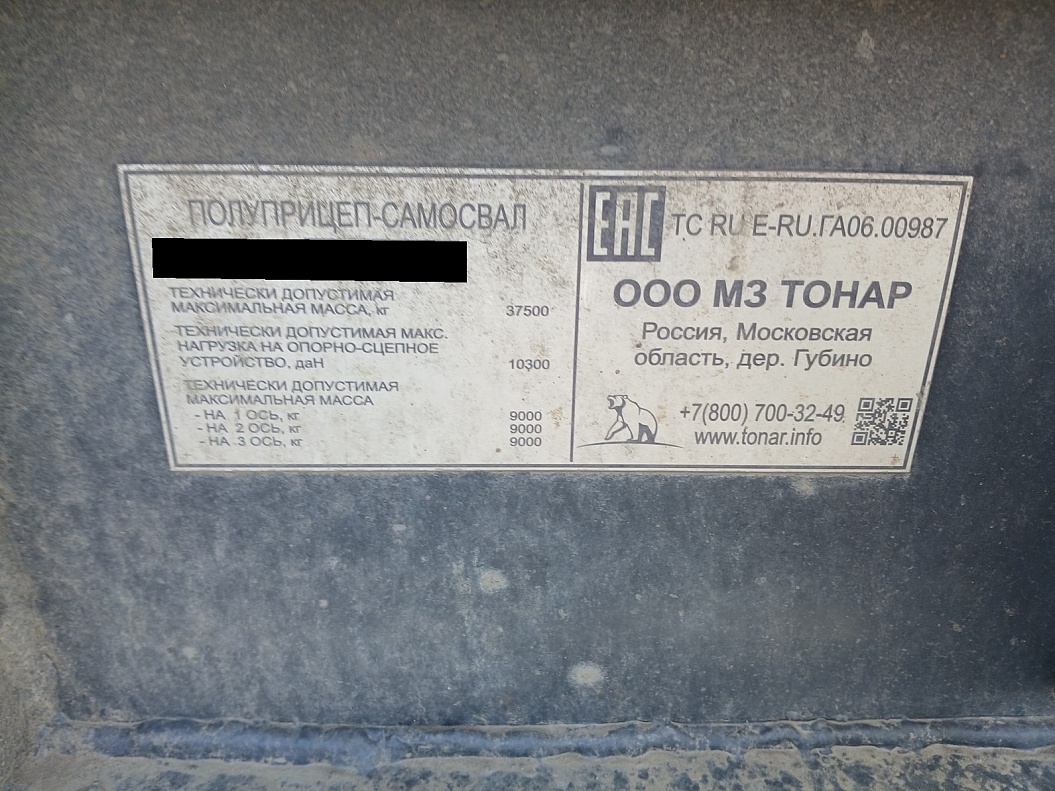 ПОЛУПРИЦЕП-САМОСВАЛ
ТЕХНИЧЕСКИ ДОПУСТИМАЯ
МАКСИМАЛЬНАЯ МАССА, кг 37500
ТЕХНИЧЕСКИ ДОПУСТИМАЯ МАКС.
НАГРУЗКА НА ОПОРНО-СЦЕПНОЕ
УСТРОЙСТВО, даН 10300
ТЕХНИЧЕСКИ ДОПУСТИМАЯ
МАКСИМАЛЬНАЯ МАССА
- НА 1 ОСЬ, кг 9000
- НА 2 ОСЬ, кг 9000
- НА 3 ОСЬ, кг 9000
ЕАС ТС RU E-RU.ГА06.00987
ООО МЗ ТОНАР
Россия, Московская
область, дер. Губино
+7(800) 700-32-49
www.tonar.info